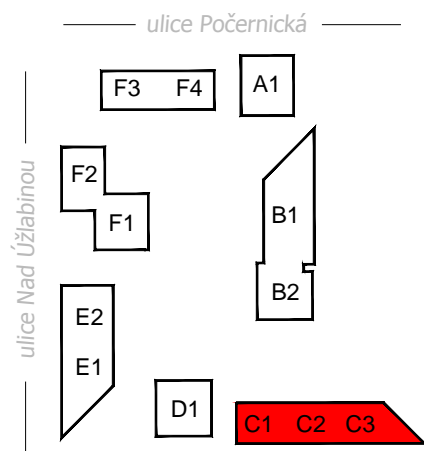 ulice Počernická
F3 F4 A1
ulice Nad Úžlabinou
F2
F1
B1
B2
E2
E1
D1
C1 C2 C3